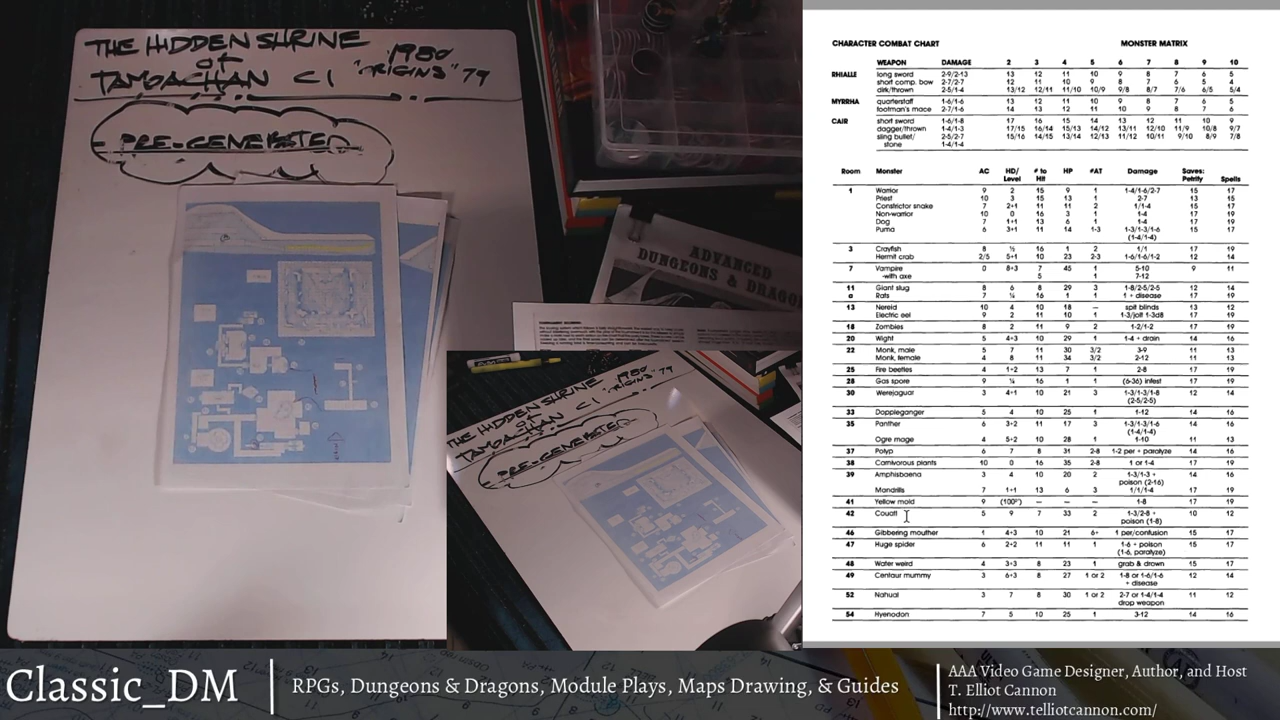 THE HIDDEN SHRINE
of
TAMOACHAN C1
1980
"ORIGINS" '79
PRE-GENERATED
ADVANCED
DUNGEONS & DRAGO
THE HIDDEN SHRINE
of
TAMOACHAN C1
1980
"ORIGINS" '79
CHARACTER COMBAT CHART MONSTER MATRIX
WEAPON DAMAGE 2 3 4 5 6 7 8 9 10
RHIALLE long sword 2-9/2-13 13 12 11 10 9 8 7 6 5
short comp. bow 2-7/2-7 12 11 10 9 8 7 6 5 4
dirk/thrown 2-5/1-4 13/12 12/11 11/10 10/9 9/8 8/7 7/6 6/5 5/4
MYRRHA quarterstaff 1-6/1-6 13 12 11 10 9 8 7 6 5
footman's mace 2-7/1-6 14 13 12 11 10 9 8 7 6
CAIR short sword 1-6/1-8 17 16 15 14 13 12 11 10 9
dagger/thrown 1-4/1-3 17/15 16/14 15/13 14/12 13/11 12/10 11/9 10/8 9/7
sling bullet/ 2-5/2-7 15/16 14/15 13/14 12/13 11/12 10/11 9/10 8/9 7/8
stone 1-4/1-4
Room Monster AC HD/Level # to Hit HP #AT Damage Saves: Petrify Spells
1 Warrior 9 2 15 9 1 1-4/1-6/2-7 15 17
Priest 10 3 15 13 1 2-7 13 15
Constrictor snake 7 2+1 11 11 2 1/1-4 15 17
Non-warrior 10 0 16 3 1 1-4 17 19
Dog 7 1+1 13 6 1 1-4 17 19
Puma 6 3+1 11 14 1-3 1-3/1-3/1-6 15 17
(1-4/1-4)
3 Crayfish 8 ½ 16 1 2 1/1 17 19
Hermit crab 2/5 5+1 10 23 2-3 1-6/1-6/1-2 12 14
7 Vampire 0 8+3 7 45 1 5-10 9 11
-with axe 5 1 7-12
11 Giant slug 8 6 8 29 3 1-8/2-5/2-5 12 14
a Rats 7 ¼ 16 1 1 1 + disease 17 19
13 Nereid 10 4 10 18 — spit blinds 13 12
Electric eel 9 2 11 10 1 1-3/jolt 1-3d8 17 19
18 Zombies 8 2 11 9 2 1-2/1-2 17 19
20 Wight 5 4+3 10 29 1 1-4 + drain 14 16
22 Monk, male 5 7 11 30 3/2 3-9 11 13
Monk, female 4 8 11 34 3/2 2-12 11 13
25 Fire beetles 4 1+2 13 7 1 2-8 17 19
28 Gas spore 9 ¼ 16 1 1 (6-36) infest 17 19
30 Werejaguar 3 4+1 10 21 3 1-3/1-3/1-8 12 14
(2-5/2-5)
33 Doppleganger 5 4 10 25 1 1-12 14 16
35 Panther 6 3+2 11 17 3 1-3/1-3/1-6 14 16
(1-4/1-4)
Ogre mage 4 5+2 10 28 1 1-10 11 13
37 Polyp 6 7 8 31 2-8 1-2 per + paralyze 14 16
38 Carnivorous plants 10 0 16 35 2-8 1 or 1-4 17 19
39 Amphisbaena 3 4 10 20 2 1-3/1-3 + 14 16
poison (2-16)
Mandrills 7 1+1 13 6 3 1/1/1-4 17 19
41 Yellow mold 9 (100²) — — — 1-8 17 19
42 Couatl 5 9 7 33 2 1-3/2-8 + 10 12
poison (1-8)
46 Gibbering mouther 1 4+3 10 21 6+ 1 per/confusion 15 17
47 Huge spider 6 2+2 11 11 1 1-6 + poison 15 17
(1-6, paralyze)
48 Water weird 4 3+3 8 23 1 grab & drown 15 17
49 Centaur mummy 3 6+3 8 27 1 or 2 1-8 or 1-6/1-6 12 14
+ disease
52 Nahual 3 7 8 30 1 or 2 2-7 or 1-4/1-4 11 12
drop weapon
54 Hyenodon 7 5 10 25 1 3-12 14 16
Classic_DM RPGs, Dungeons & Dragons, Module Plays, Maps Drawing, & Guides
AAA Video Game Designer, Author, and Host
T. Elliot Cannon
http://www.telliotcannon.com/